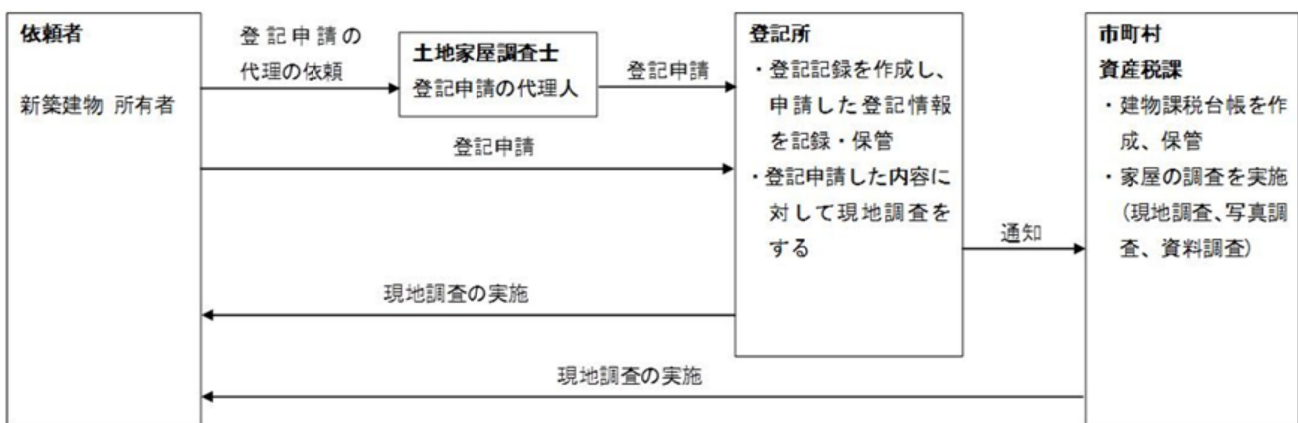 依頼者
新築建物 所有者
登記申請の
代理の依頼
土地家屋調査士
登記申請の代理人
登記申請
登記申請
登記所
・登記記録を作成し、
申請した登記情報
を記録・保管
・登記申請した内容に
対して現地調査を
する
通知
市町村
資産税課
・建物課税台帳を作
成、保管
・家屋の調査を実施
(現地調査、写真調
査、資料調査)
現地調査の実施
現地調査の実施